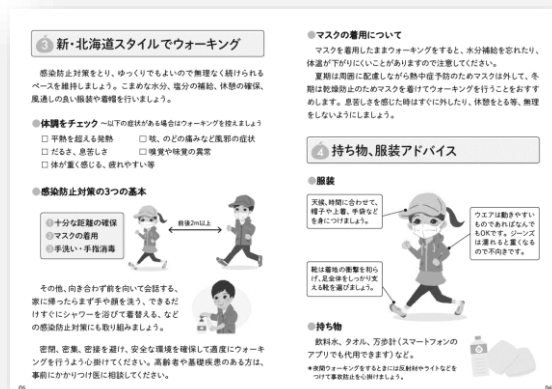 3 新・北海道スタイルでウォーキング
感染防止対策をとり、ゆっくりでもよいので無理なく続けられる
ペースを維持しましょう。こまめな水分、塩分の補給、休憩の確保、
風通しの良い服装や着帽を行いましょう。
●体調をチェック ～以下の症状がある場合はウォーキングを控えましょう
□ 平熱を超える発熱
□ 咳、のどの痛みなど風邪の症状
□ だるさ、息苦しさ
□ 嗅覚や味覚の異常
□ 体が重く感じる、疲れやすい等
●感染防止対策の3つの基本
①十分な距離の確保
②マスクの着用
③手洗い・手指消毒
前後2m以上
その他、向き合わず前を向いて会話する、
家に帰ったらまず手や顔を洗う、できるだ
けすぐにシャワーを浴びて着替える、など
の感染防止対策にも取り組みましょう。
密閉、密集、密接を避け、安全な環境を確保して適度にウォーキ
ングを行うよう心掛けてください。高齢者や基礎疾患のある方は、
事前にかかりつけ医に相談してください。
05
●マスクの着用について
マスクを着用したままウォーキングをすると、水分補給を忘れたり、
体温が下がりにくいことがありますので注意してください。
夏期は周囲に配慮しながら熱中症予防のためマスクは外して、冬
期は乾燥防止のためマスクを着けてウォーキングを行うことをおすす
めします。息苦しさを感じた時はすぐに外したり、休憩をとる等、無理
をしないようにしましょう。
4 持ち物、服装アドバイス
●服装
天候、時間に合わせて、
帽子や上着、手袋など
を身につけましょう。
ウエアは動きやすい
ものであればなんで
もOKです。ジーンズ
は濡れると重くなる
ので不向きです。
靴は着地の衝撃を和ら
げ、足全体をしっかり支
える靴を選びましょう。
●持ち物
飲料水、タオル、万歩計(スマートフォンの
アプリでも代用できます)など。
＊夜間ウォーキングをするときには反射材やライトなどを
つけて事故防止を心掛けましょう。
06